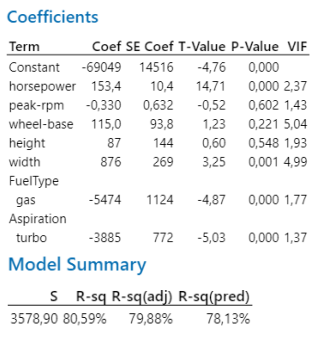 Coefficients
Term Coef SE Coef T-Value P-Value VIF
Constant -69049 14516 -4,76 0,000
horsepower 153,4 10,4 14,71 0,000 2,37
peak-rpm -0,330 0,632 -0,52 0,602 1,43
wheel-base 115,0 93,8 1,23 0,221 5,04
height 87 144 0,60 0,548 1,93
width 876 269 3,25 0,001 4,99
FuelType
gas -5474 1124 -4,87 0,000 1,77
Aspiration
turbo -3885 772 -5,03 0,000 1,37
Model Summary
S R-sq R-sq(adj) R-sq(pred)
3578,90 80,59% 79,88% 78,13%